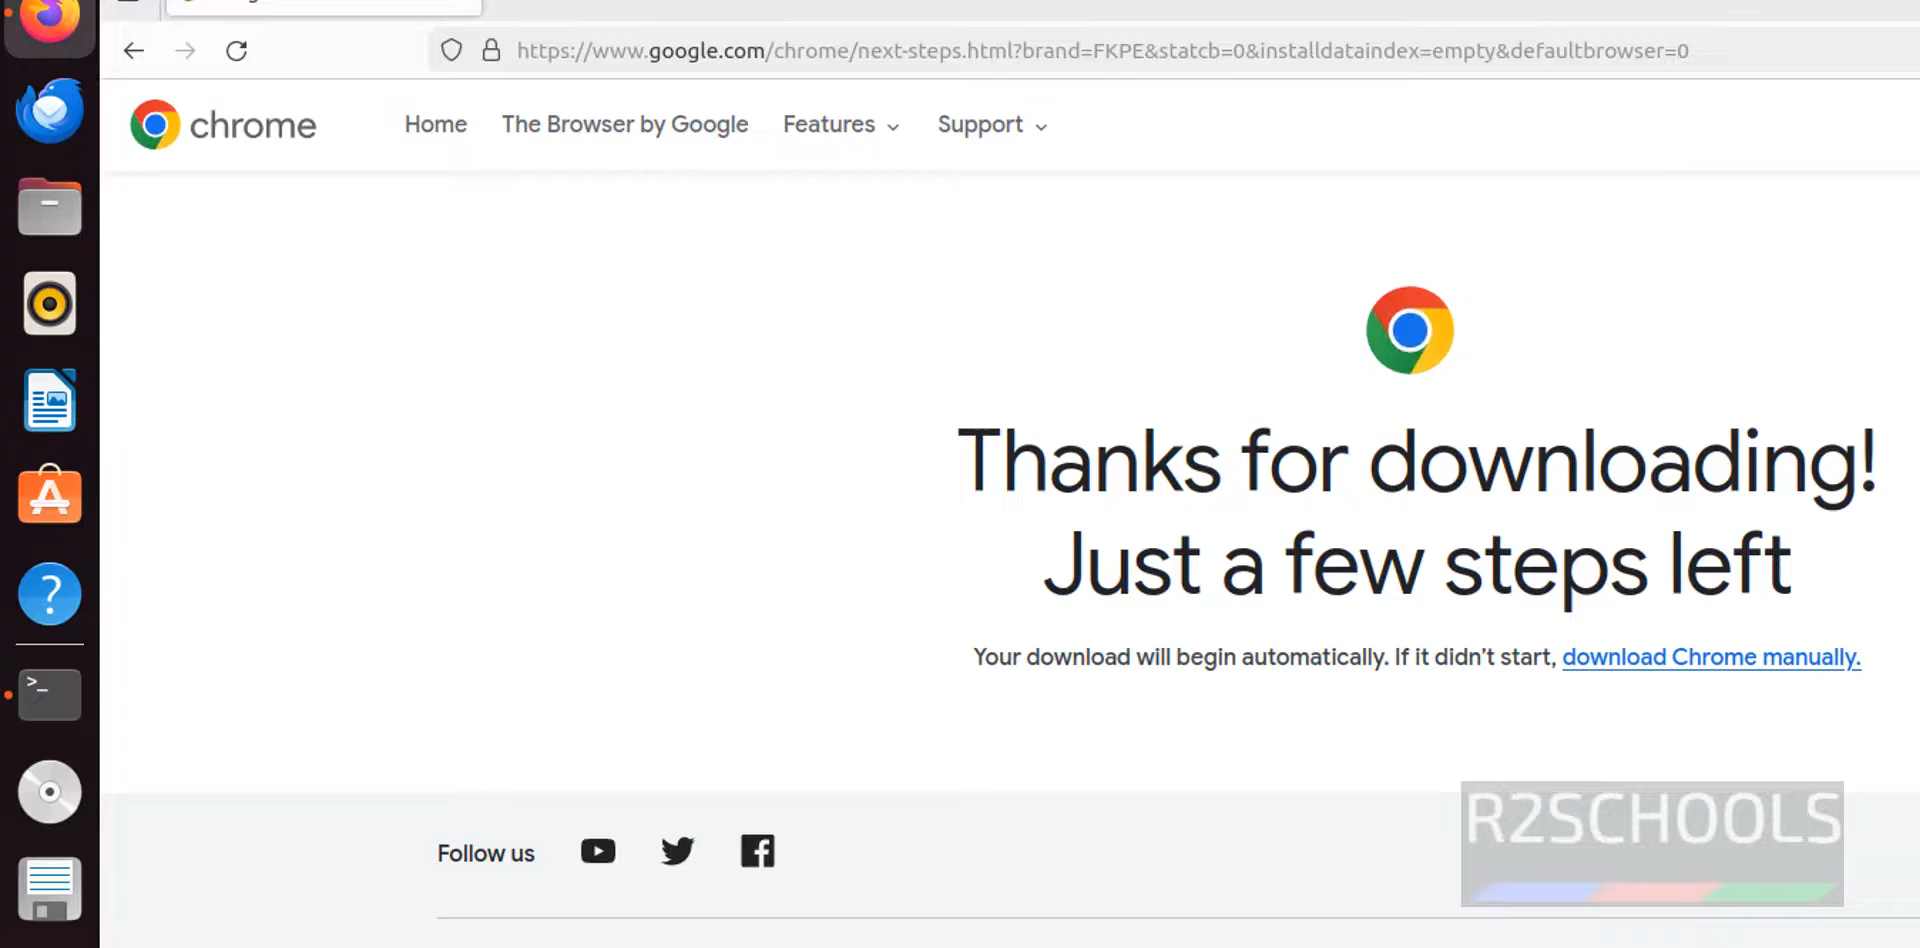 https://www.google.com/chrome/next-steps.html?brand=FKPE&statcb=0&installdataindex=empty&defaultbrowser=0
chrome
Home
The Browser by Google
Features
Support
Thanks for downloading!
Just a few steps left
Your download will begin automatically. If it didn’t start, download Chrome manually.
Follow us
R2SCHOOLS